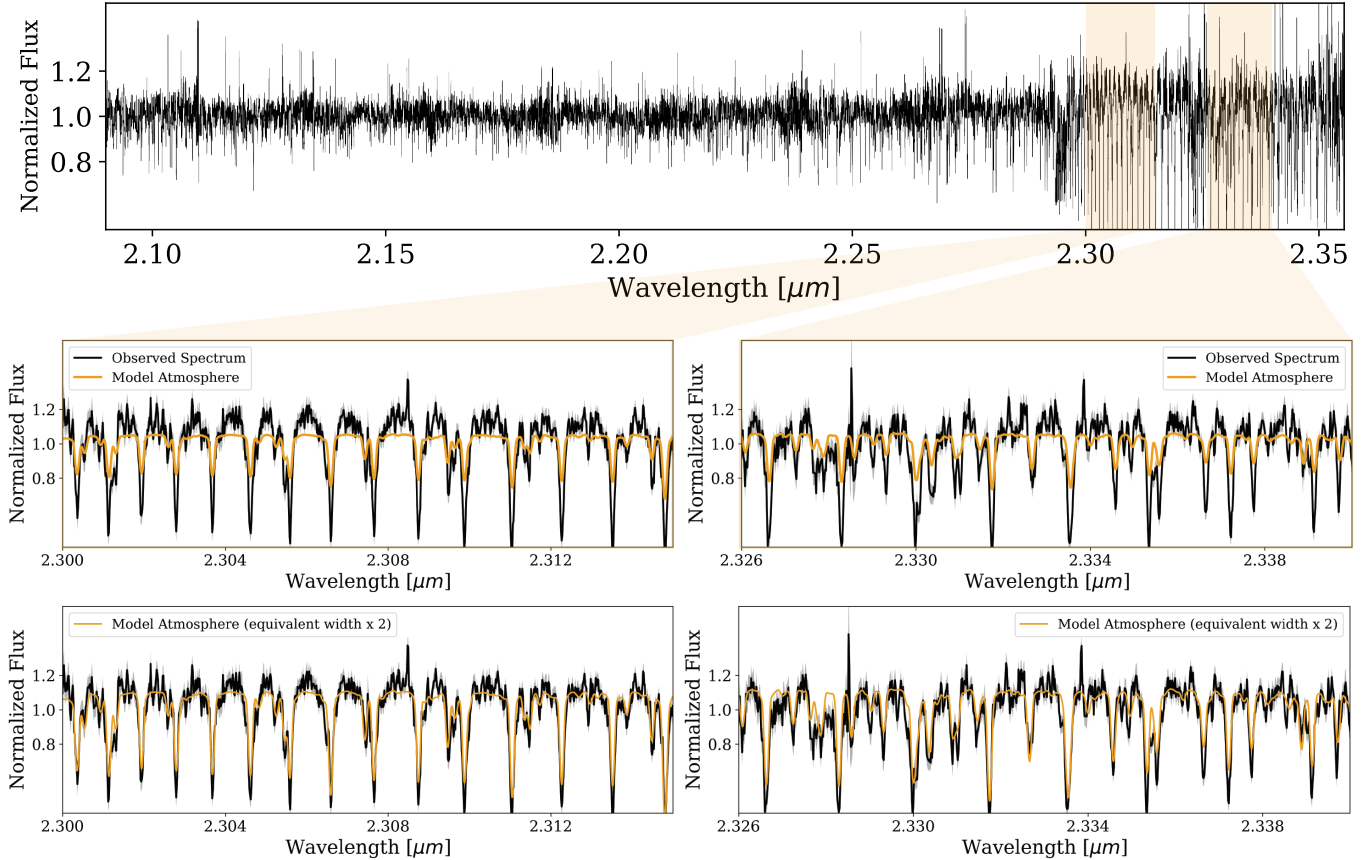 Normalized Flux
1.2
1.0
0.8
2.10 2.15 2.20 2.25 2.30 2.35
Wavelength [μm]
Normalized Flux
1.2
1.0
0.8
Observed Spectrum
Model Atmosphere
2.300 2.304 2.308 2.312
Wavelength [μm]
Normalized Flux
1.2
1.0
0.8
Observed Spectrum
Model Atmosphere
2.326 2.330 2.334 2.338
Wavelength [μm]
Normalized Flux
1.2
1.0
0.8
Model Atmosphere (equivalent width x 2)
2.300 2.304 2.308 2.312
Wavelength [μm]
Normalized Flux
1.2
1.0
0.8
Model Atmosphere (equivalent width x 2)
2.326 2.330 2.334 2.338
Wavelength [μm]